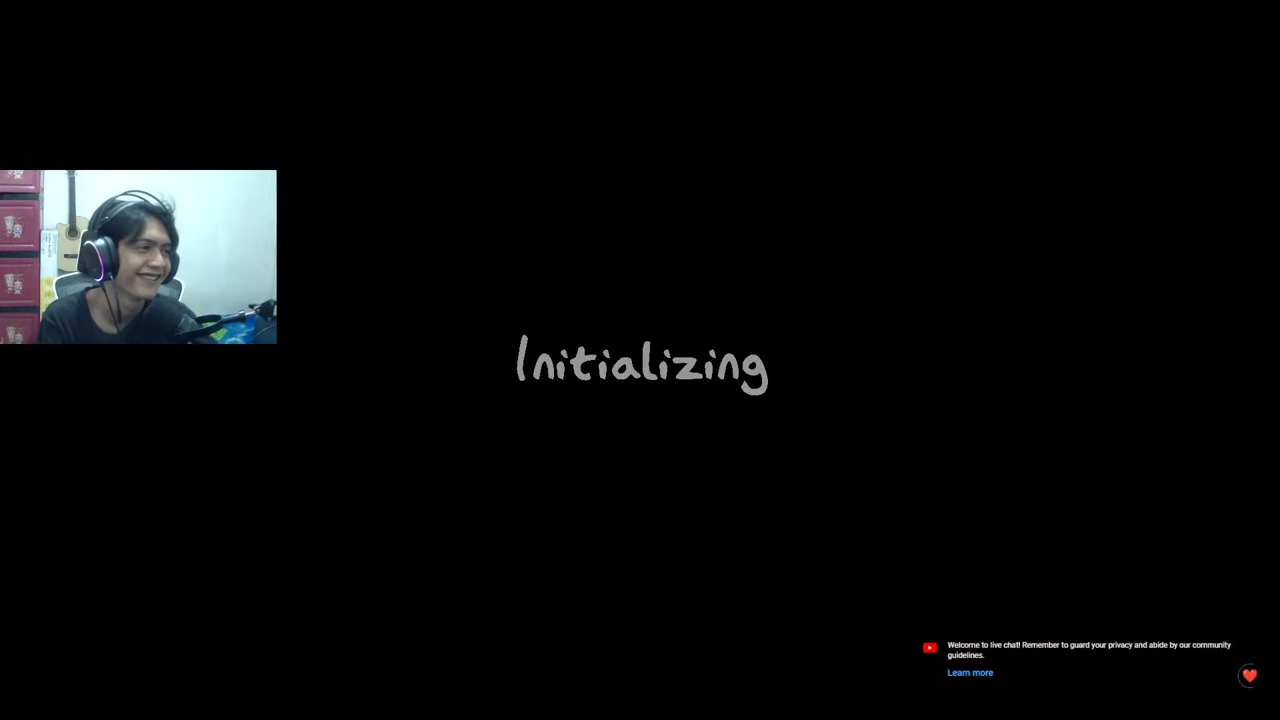 Initializing
Welcome to live chat! Remember to guard your privacy and abide by our community
guidelines.
Learn more